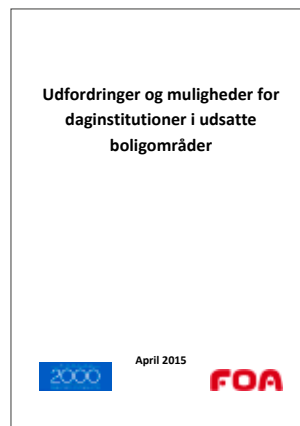 Udfordringer og muligheder for
daginstitutioner i udsatte
boligområder
April 2015
2000
FOA